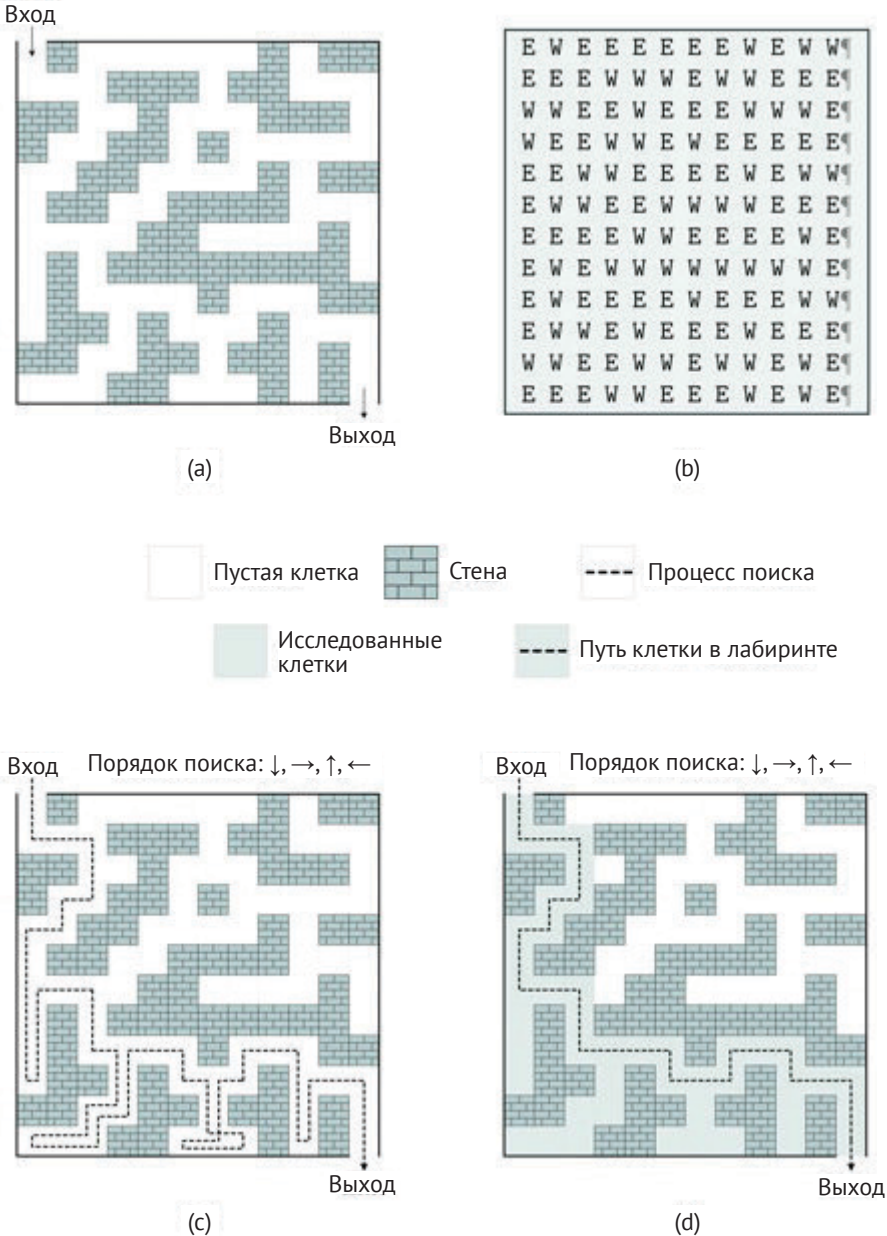 Вход
E W E E E E E E W E W W¶
E E E W W W E W W E E E¶
W W E E W E E E W W W E¶
W E E W W E W E E E E E¶
E E W W E E E E W E W W¶
E W W E E W W W W E E E¶
E E E E W W E E E E W E¶
E W E W W W W W W W W E¶
E W E E E E W E E E W W¶
E W W E W E E E W E E E¶
W W E E W W E W W E W E¶
E E E W W E E E W E W E¶
Выход
(a)
(b)
Пустая клетка
Стена
Процесс поиска
Исследованные
клетки
Путь клетки в лабиринте
Вход
Порядок поиска: ↓, →, ↑, ←
Вход
Порядок поиска: ↓, →, ↑, ←
Выход
Выход
(c)
(d)